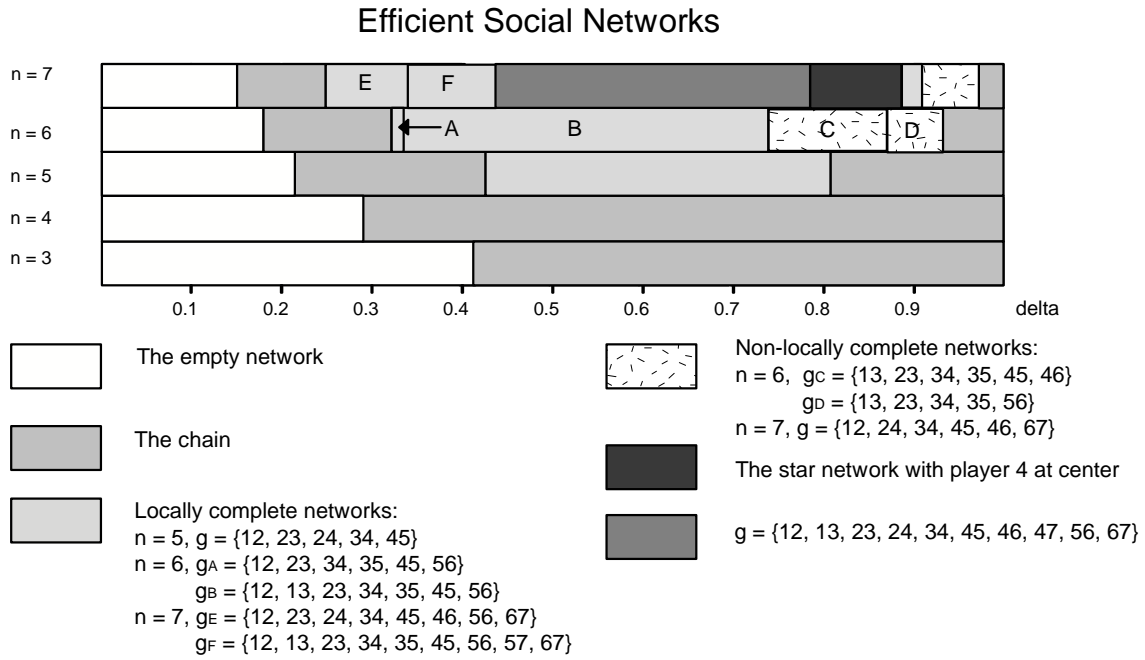 Efficient Social Networks
n = 7
E
F
n = 6
A
B
C
D
n = 5
n = 4
n = 3
0.1 0.2 0.3 0.4 0.5 0.6 0.7 0.8 0.9 delta
The empty network
The chain
Locally complete networks:
n = 5, g = {12, 23, 24, 34, 45}
n = 6, gA = {12, 23, 34, 35, 45, 56}
gB = {12, 13, 23, 34, 35, 45, 56}
n = 7, gE = {12, 23, 24, 34, 45, 46, 56, 67}
gF = {12, 13, 23, 34, 35, 45, 56, 57, 67}
Non-locally complete networks:
n = 6, gC = {13, 23, 34, 35, 45, 46}
gD = {13, 23, 34, 35, 56}
n = 7, g = {12, 24, 34, 45, 46, 67}
The star network with player 4 at center
g = {12, 13, 23, 24, 34, 45, 46, 47, 56, 67}